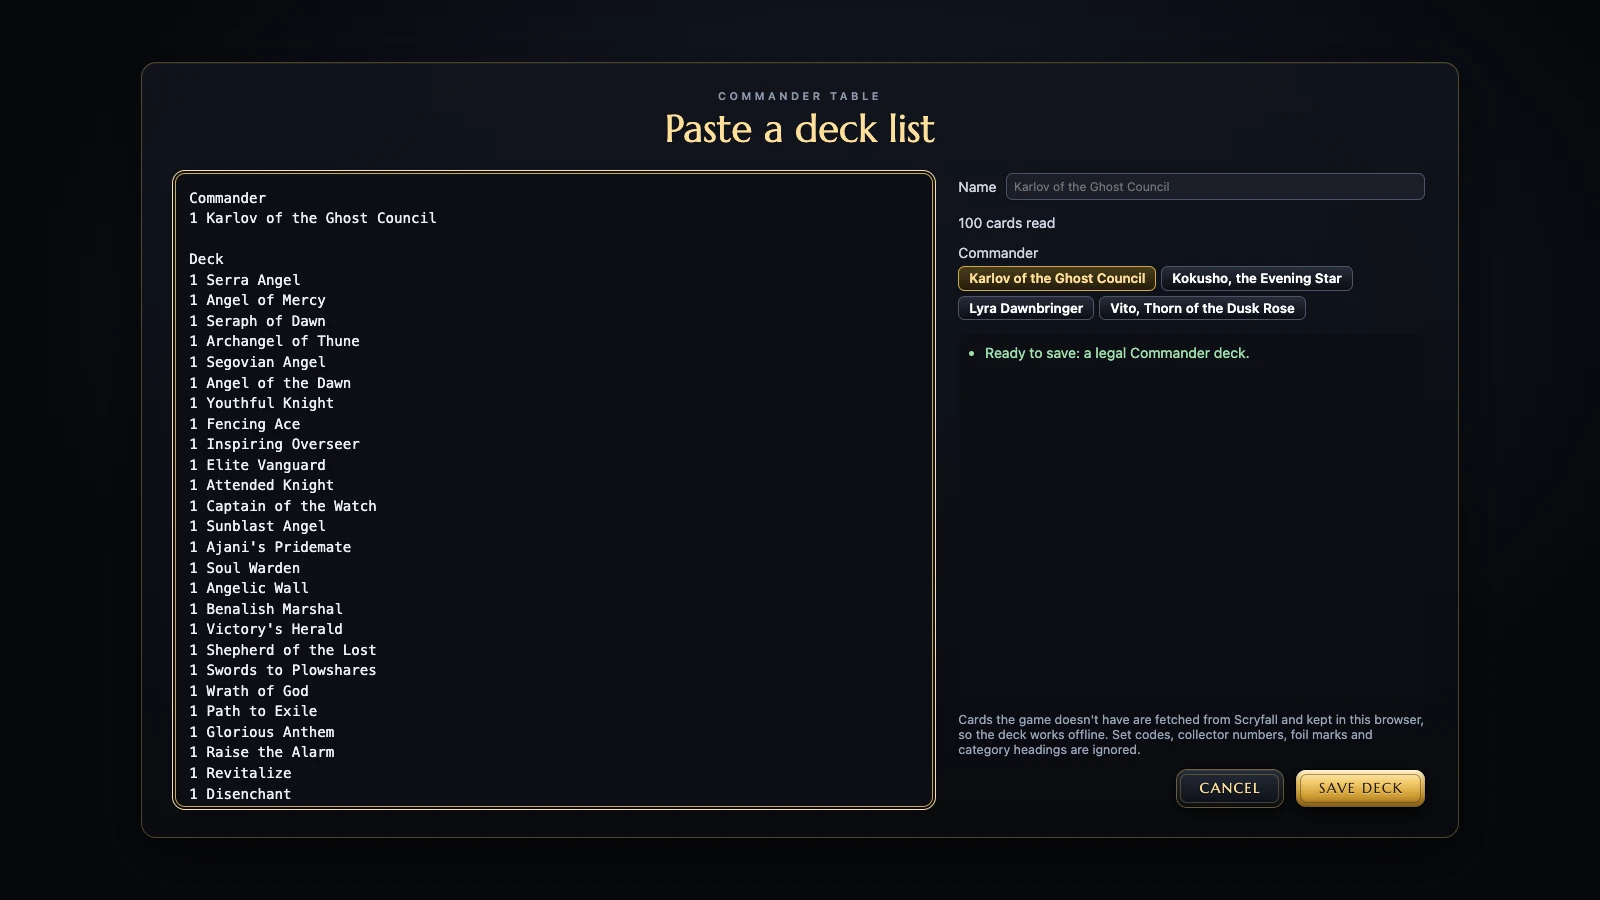 COMMANDER TABLE
Paste a deck list
Commander
1 Karlov of the Ghost Council
Deck
1 Serra Angel
1 Angel of Mercy
1 Seraph of Dawn
1 Archangel of Thune
1 Segovian Angel
1 Angel of the Dawn
1 Youthful Knight
1 Fencing Ace
1 Inspiring Overseer
1 Elite Vanguard
1 Attended Knight
1 Captain of the Watch
1 Sunblast Angel
1 Ajani's Pridemate
1 Soul Warden
1 Angelic Wall
1 Benalish Marshal
1 Victory's Herald
1 Shepherd of the Lost
1 Swords to Plowshares
1 Wrath of God
1 Path to Exile
1 Glorious Anthem
1 Raise the Alarm
1 Revitalize
1 Disenchant
Name Karlov of the Ghost Council
100 cards read
Commander
Karlov of the Ghost Council Kokusho, the Evening Star
Lyra Dawnbringer Vito, Thorn of the Dusk Rose
• Ready to save: a legal Commander deck.
Cards the game doesn't have are fetched from Scryfall and kept in this browser,
so the deck works offline. Set codes, collector numbers, foil marks and
category headings are ignored.
CANCEL SAVE DECK